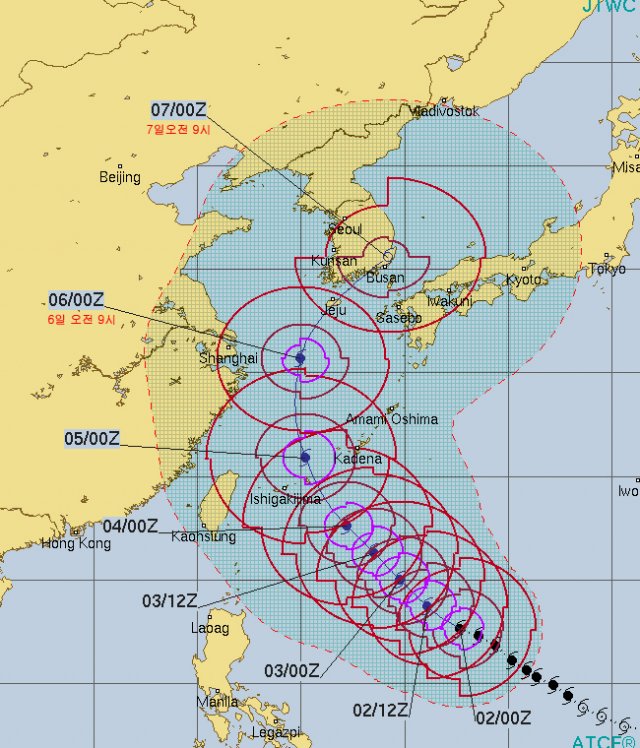 JTWC
Vladivostok
07/00Z
7일오전 9시
Beijing
Misa
Seoul
Kunsan
Busan
Kyoto
Tokyo
06/00Z
6일 오전 9시
Jeju
Iwakuni
Sasebo
Shanghai
Amami Oshima
05/00Z
Kadena
Ishigakijima
Iwo
04/00Z
Kaohsiung
Hong Kong
03/12Z
Laoag
03/00Z
02/12Z
02/00Z
Manila
Legazpi
ATCF®